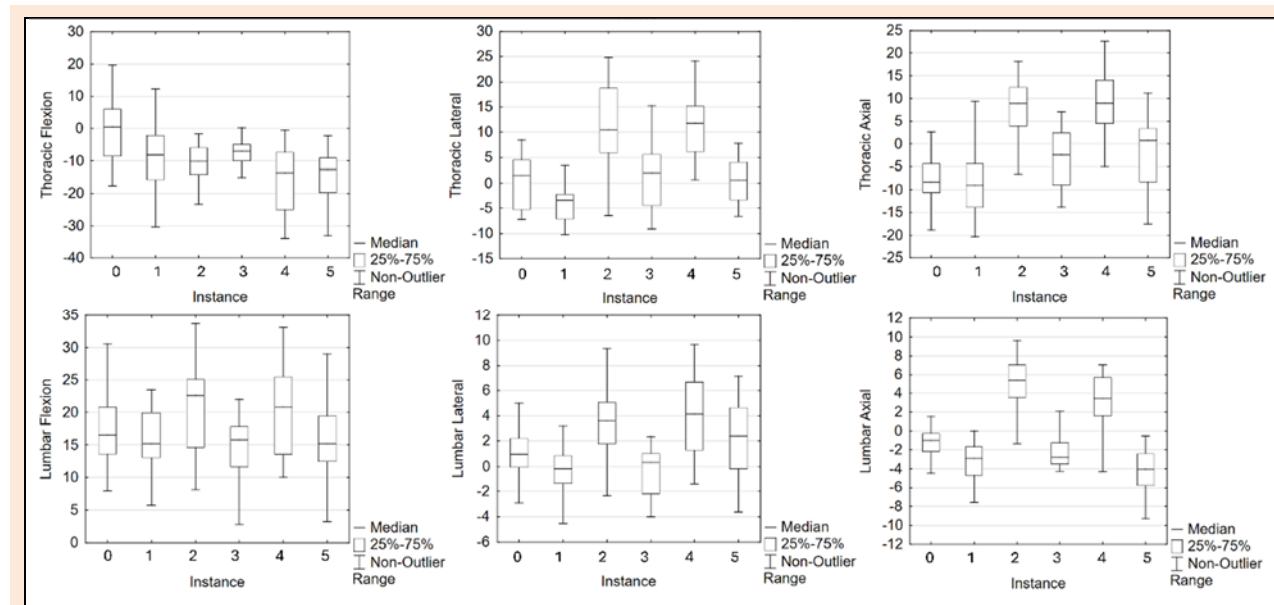 30
20
10
0
-10
-20
-30
-40
Thoracic Flexion
0 1 2 3 4 5
Instance
— Median
25%-75%
Non-Outlier
Range
30
25
20
15
10
5
0
-5
-10
-15
Thoracic Lateral
0 1 2 3 4 5
Instance
— Median
25%-75%
Non-Outlier
Range
25
20
15
10
5
0
-5
-10
-15
-20
-25
Thoracic Axial
0 1 2 3 4 5
Instance
— Median
25%-75%
Non-Outlier
Range
35
30
25
20
15
10
5
0
Lumbar Flexion
0 1 2 3 4 5
Instance
— Median
25%-75%
Non-Outlier
Range
12
10
8
6
4
2
0
-2
-4
-6
Lumbar Lateral
0 1 2 3 4 5
Instance
— Median
25%-75%
Non-Outlier
Range
12
10
8
6
4
2
0
-2
-4
-6
-8
-10
-12
Lumbar Axial
0 1 2 3 4 5
Instance
— Median
25%-75%
Non-Outlier
Range